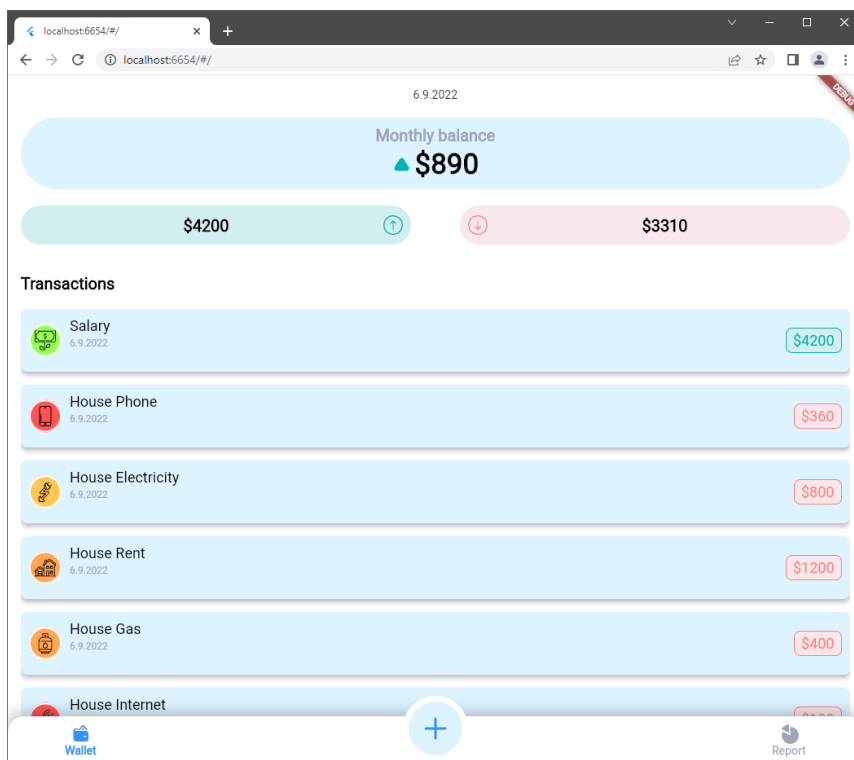 localhost:6654/#/
localhost:6654/#/
6.9.2022
DEBUG
Monthly balance
$890
$4200
$3310
Transactions
Salary
6.9.2022
$4200
House Phone
6.9.2022
$360
House Electricity
6.9.2022
$800
House Rent
6.9.2022
$1200
House Gas
6.9.2022
$400
House Internet
Wallet
Report